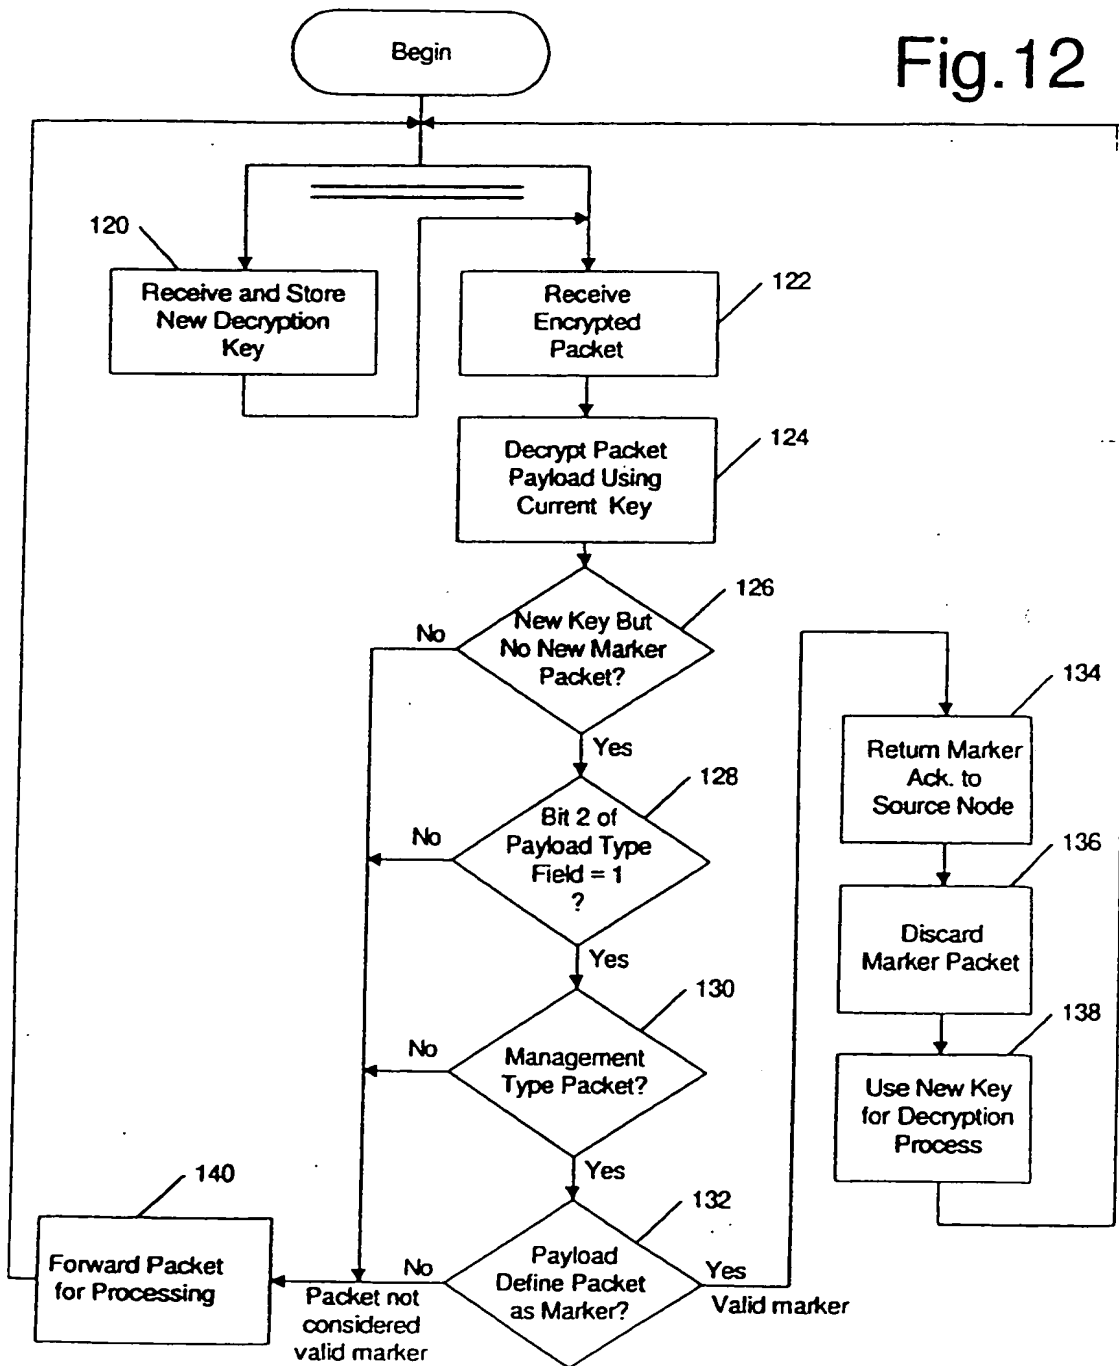 Fig.12
Begin
120
Receive and Store
New Decryption
Key
Receive
Encrypted
Packet
122
Decrypt Packet
Payload Using
Current Key
124
New Key But
No New Marker
Packet?
126
No
Yes
Bit 2 of
Payload Type
Field = 1
?
128
No
Yes
Management
Type Packet?
130
No
Yes
Payload
Define Packet
as Marker?
132
No
Packet not
considered
valid marker
Yes
Valid marker
134
Return Marker
Ack. to
Source Node
136
Discard
Marker Packet
138
Use New Key
for Decryption
Process
140
Forward Packet
for Processing